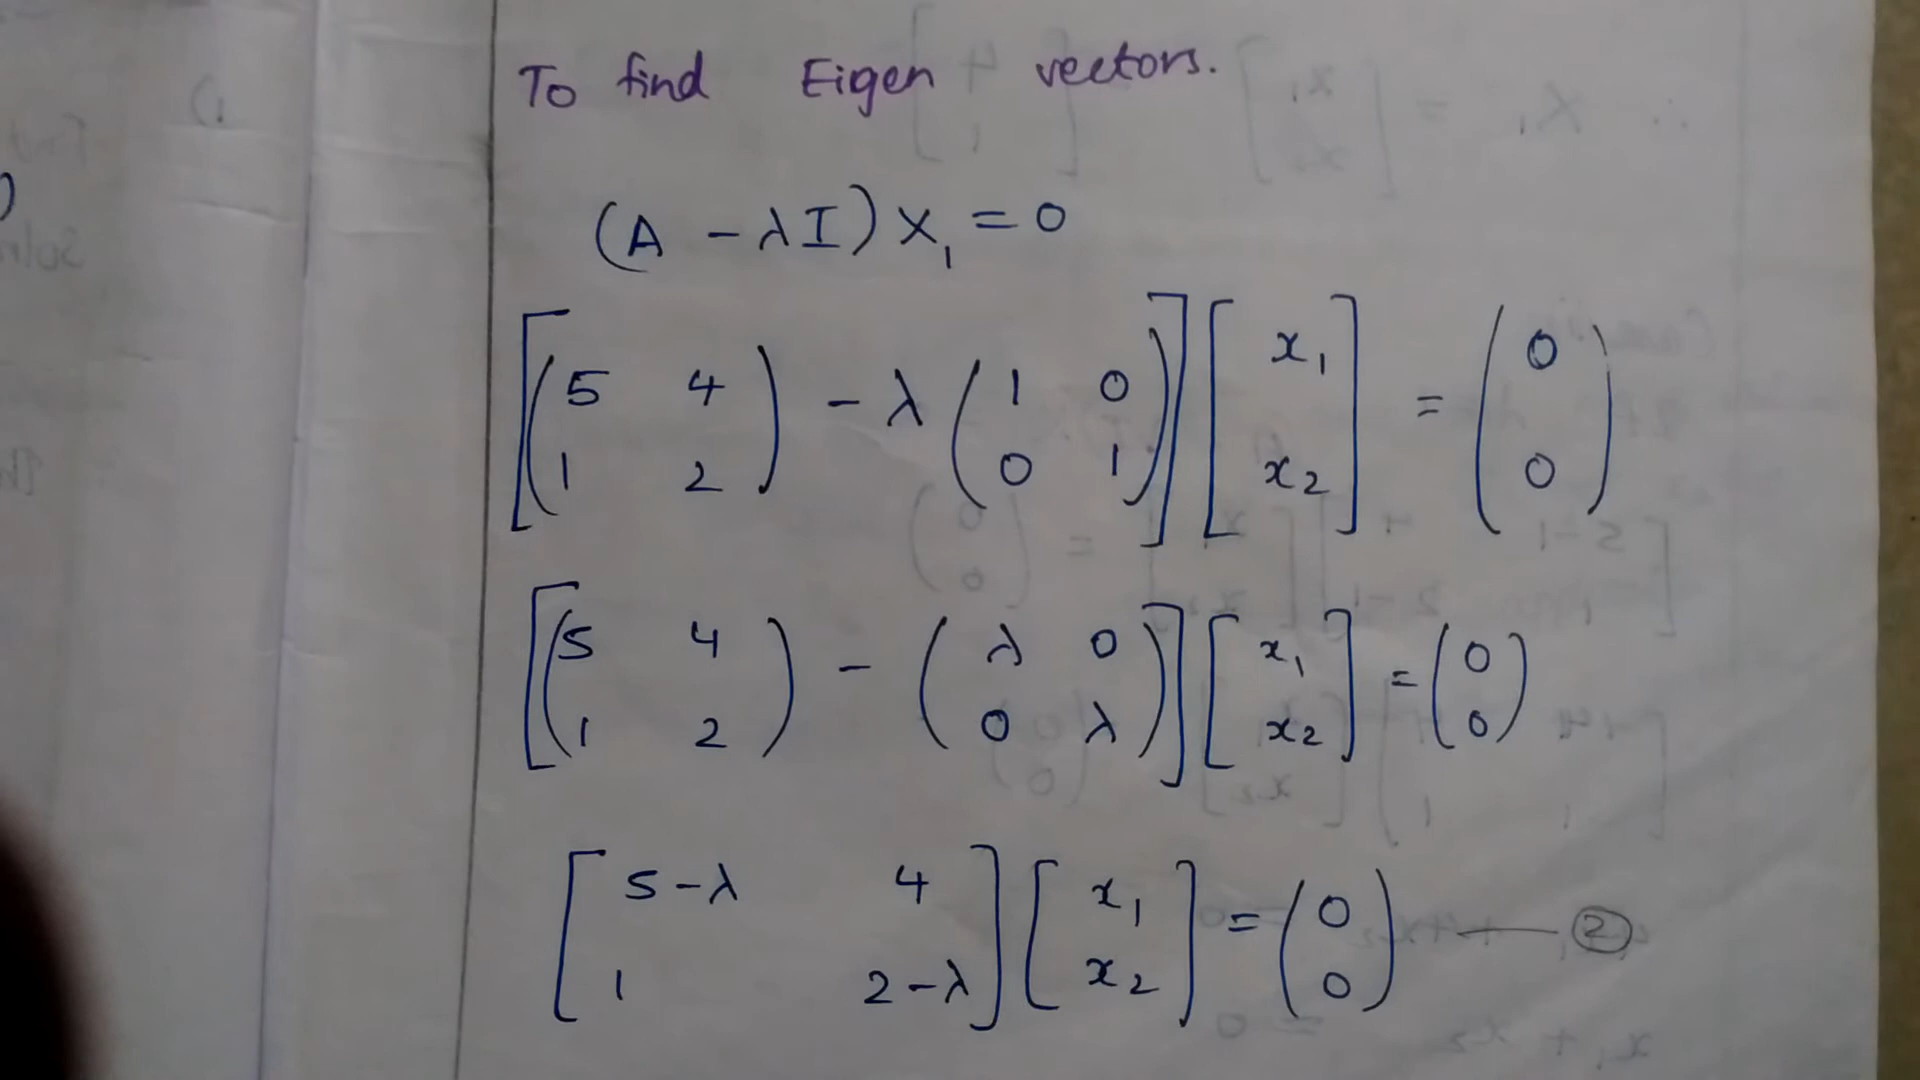 To find Eigen vectors.
(A - λI) X₁ = 0
[(5 4; 1 2) - λ (1 0; 0 1)] [x₁; x₂] = (0; 0)
[(5 4; 1 2) - (λ 0; 0 λ)] [x₁; x₂] = (0; 0)
[5-λ 4; 1 2-λ] [x₁; x₂] = (0; 0) —— ②